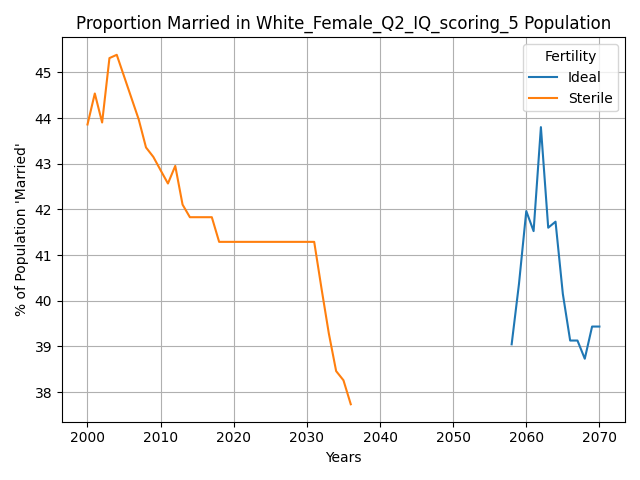 Proportion Married in White_Female_Q2_IQ_scoring_5 Population
Fertility
Ideal
Sterile
% of Population 'Married'
45
44
43
42
41
40
39
38
2000 2010 2020 2030 2040 2050 2060 2070
Years